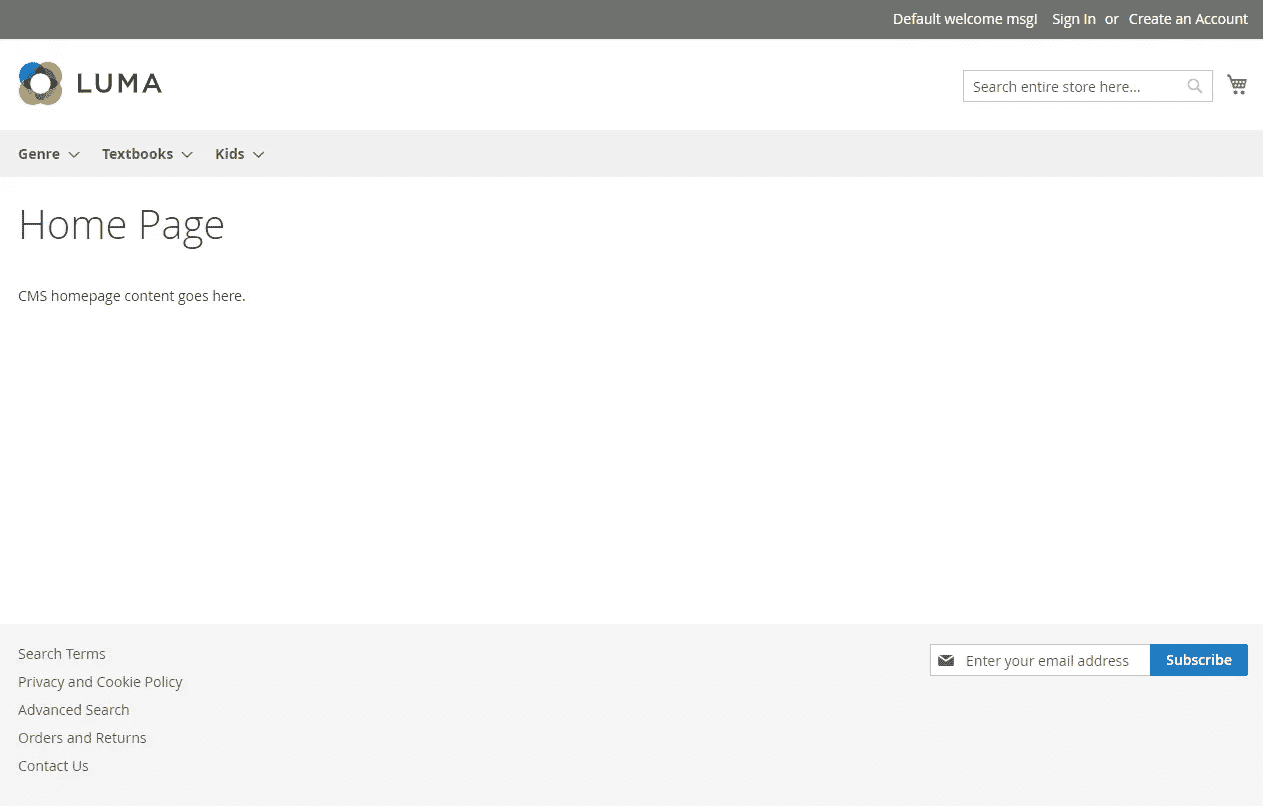 Default welcome msg! Sign In or Create an Account
LUMA
Search entire store here...
Genre Textbooks Kids
Home Page
CMS homepage content goes here.
Search Terms
Privacy and Cookie Policy
Advanced Search
Orders and Returns
Contact Us
Enter your email address Subscribe